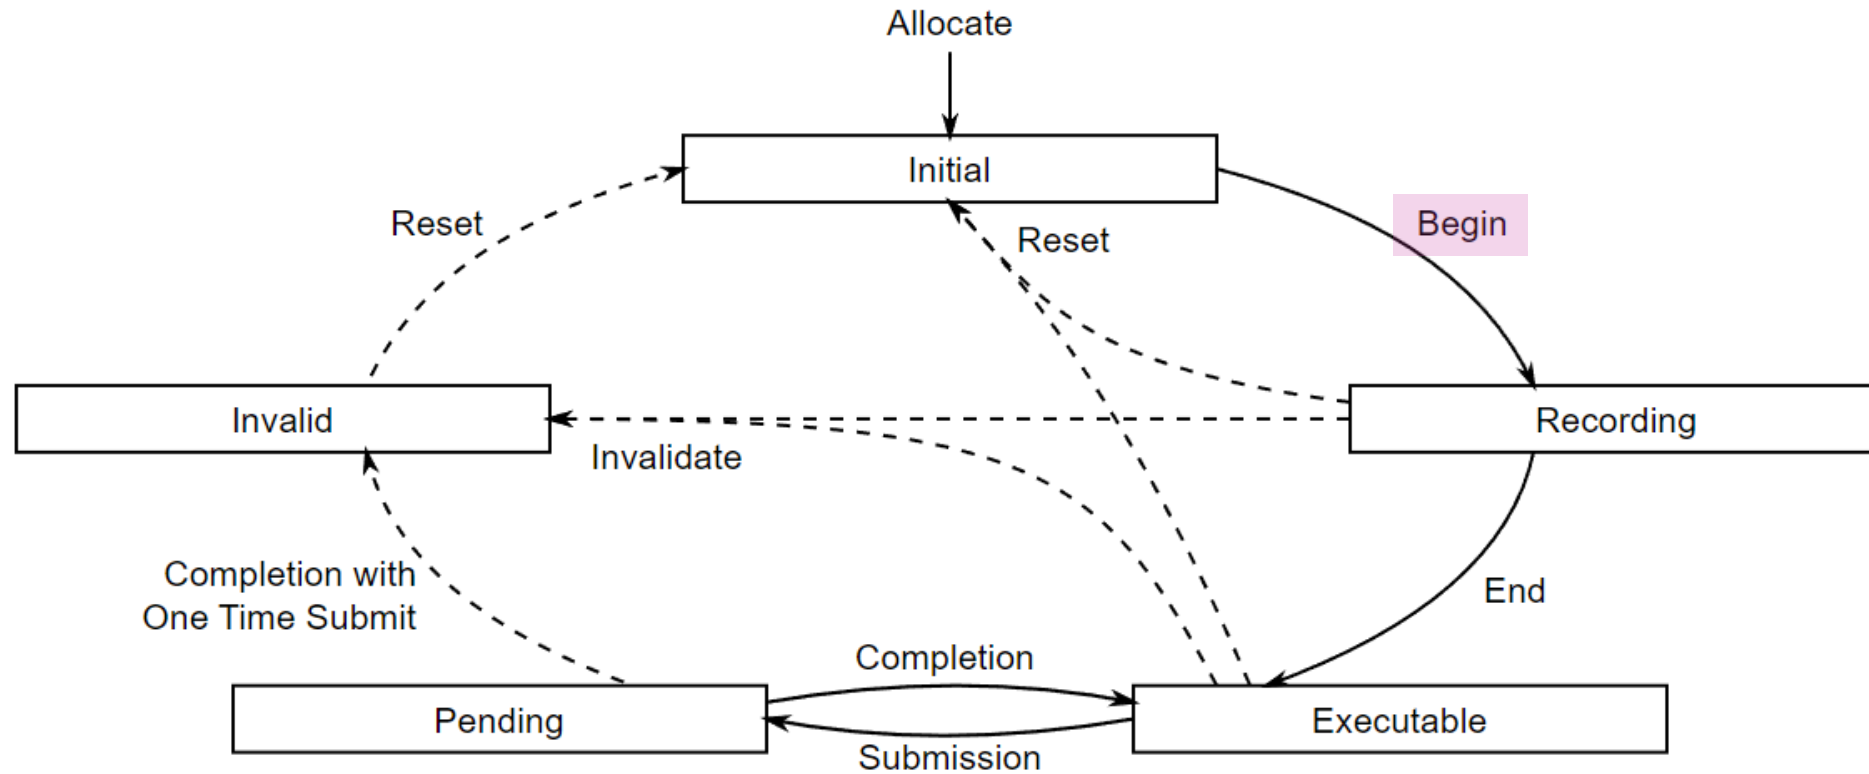 Allocate
Initial
Begin
Reset
Reset
Invalid
Recording
Invalidate
Completion with
One Time Submit
End
Completion
Pending
Executable
Submission